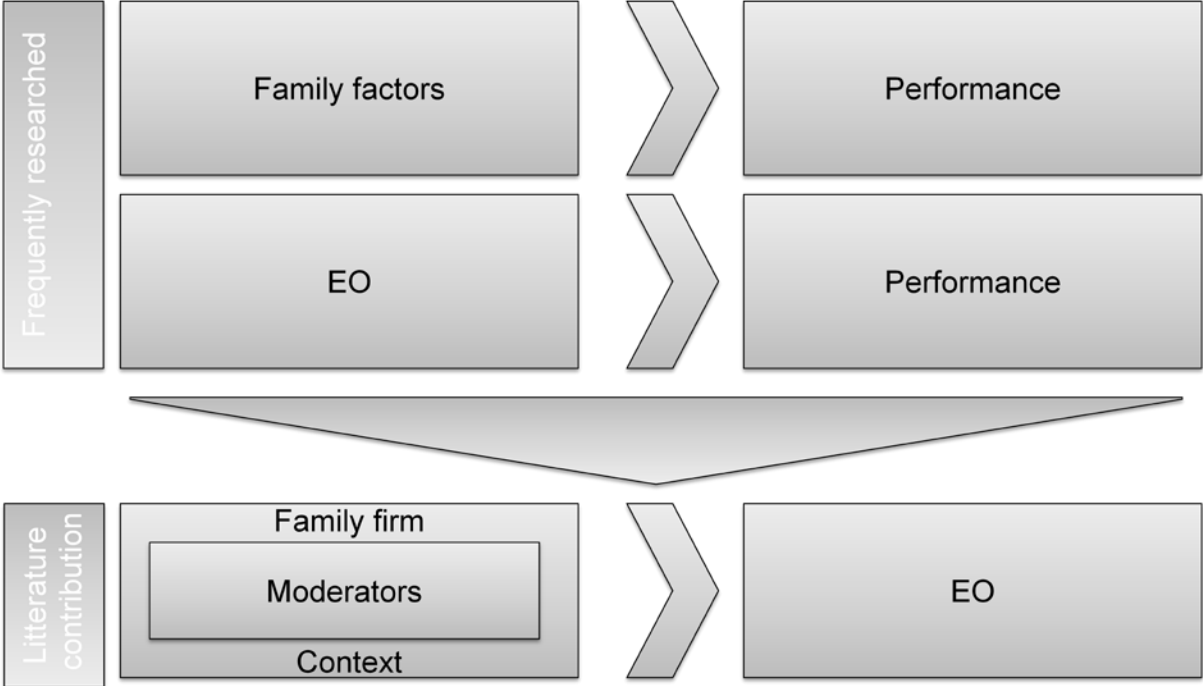 Frequently researched
Family factors
Performance
EO
Performance
Litterature
contribution
Family firm
Moderators
Context
EO